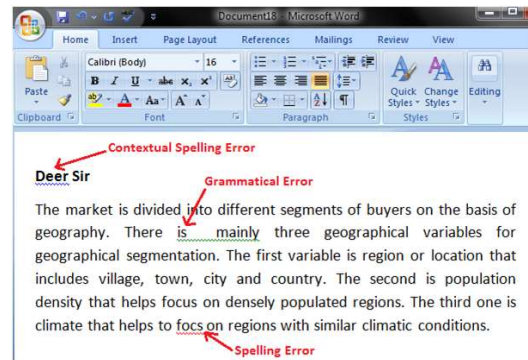 Document18 - Microsoft Word
Home Insert Page Layout References Mailings Review View
Calibri (Body) 16
Paste
B I U abc x₂ x²
Aa A A
Quick Styles Change Styles Editing
Clipboard Font Paragraph Styles
Contextual Spelling Error
Deer Sir
Grammatical Error
The market is divided into different segments of buyers on the basis of
geography. There is mainly three geographical variables for
geographical segmentation. The first variable is region or location that
includes village, town, city and country. The second is population
density that helps focus on densely populated regions. The third one is
climate that helps to focs on regions with similar climatic conditions.
Spelling Error